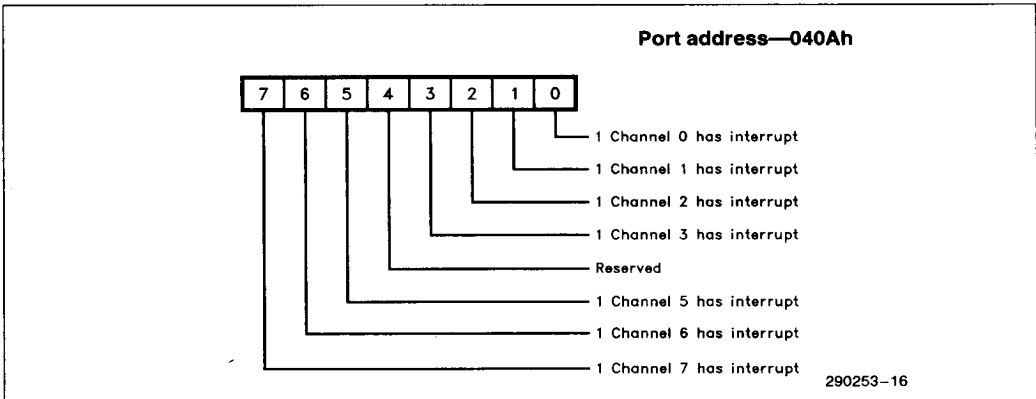 Port address—040Ah
7 6 5 4 3 2 1 0
1 Channel 0 has interrupt
1 Channel 1 has interrupt
1 Channel 2 has interrupt
1 Channel 3 has interrupt
Reserved
1 Channel 5 has interrupt
1 Channel 6 has interrupt
1 Channel 7 has interrupt
290253–16